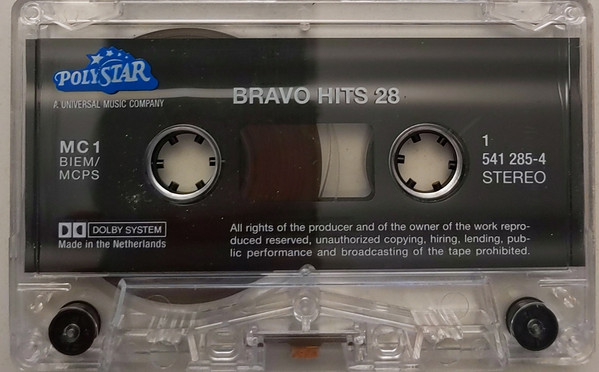 POLYSTAR
A UNIVERSAL MUSIC COMPANY
BRAVO HITS 28
MC 1
BIEM/
MCPS
1
541 285-4
STEREO
DOLBY SYSTEM
Made in the Netherlands
All rights of the producer and of the owner of the work repro-
duced reserved, unauthorized copying, hiring, lending, pub-
lic performance and broadcasting of the tape prohibited.